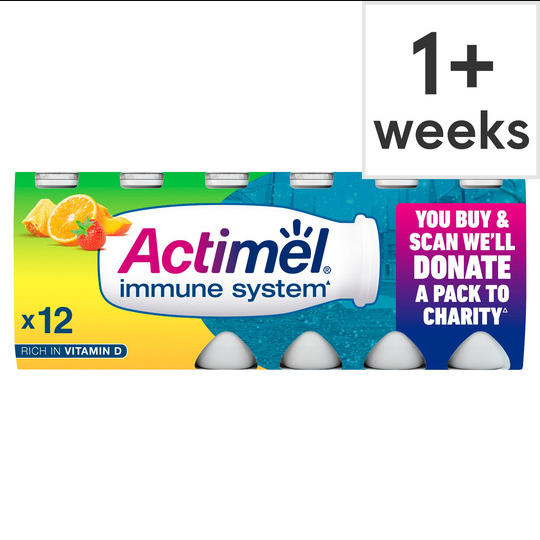 1+
weeks
Actimel®
immune system▲
x12
RICH IN VITAMIN D
YOU BUY &
SCAN WE'LL
DONATE
A PACK TO
CHARITY△